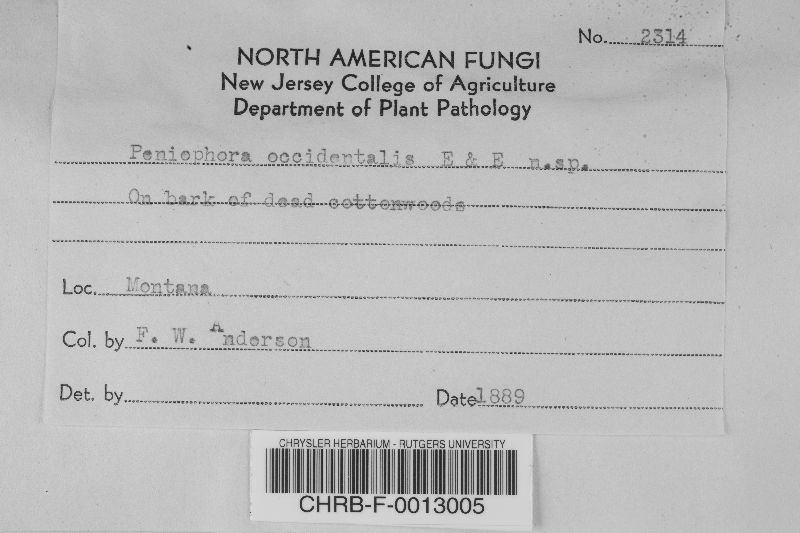 No. 2314
NORTH AMERICAN FUNGI
New Jersey College of Agriculture
Department of Plant Pathology
Peniophora occidentalis E & E n.sp.
On bark of dead cottonwoods
Loc. Montana
Col. by F. W. Anderson
Det. by
Date 1889
CHRYSLER HERBARIUM - RUTGERS UNIVERSITY
CHRB-F-0013005